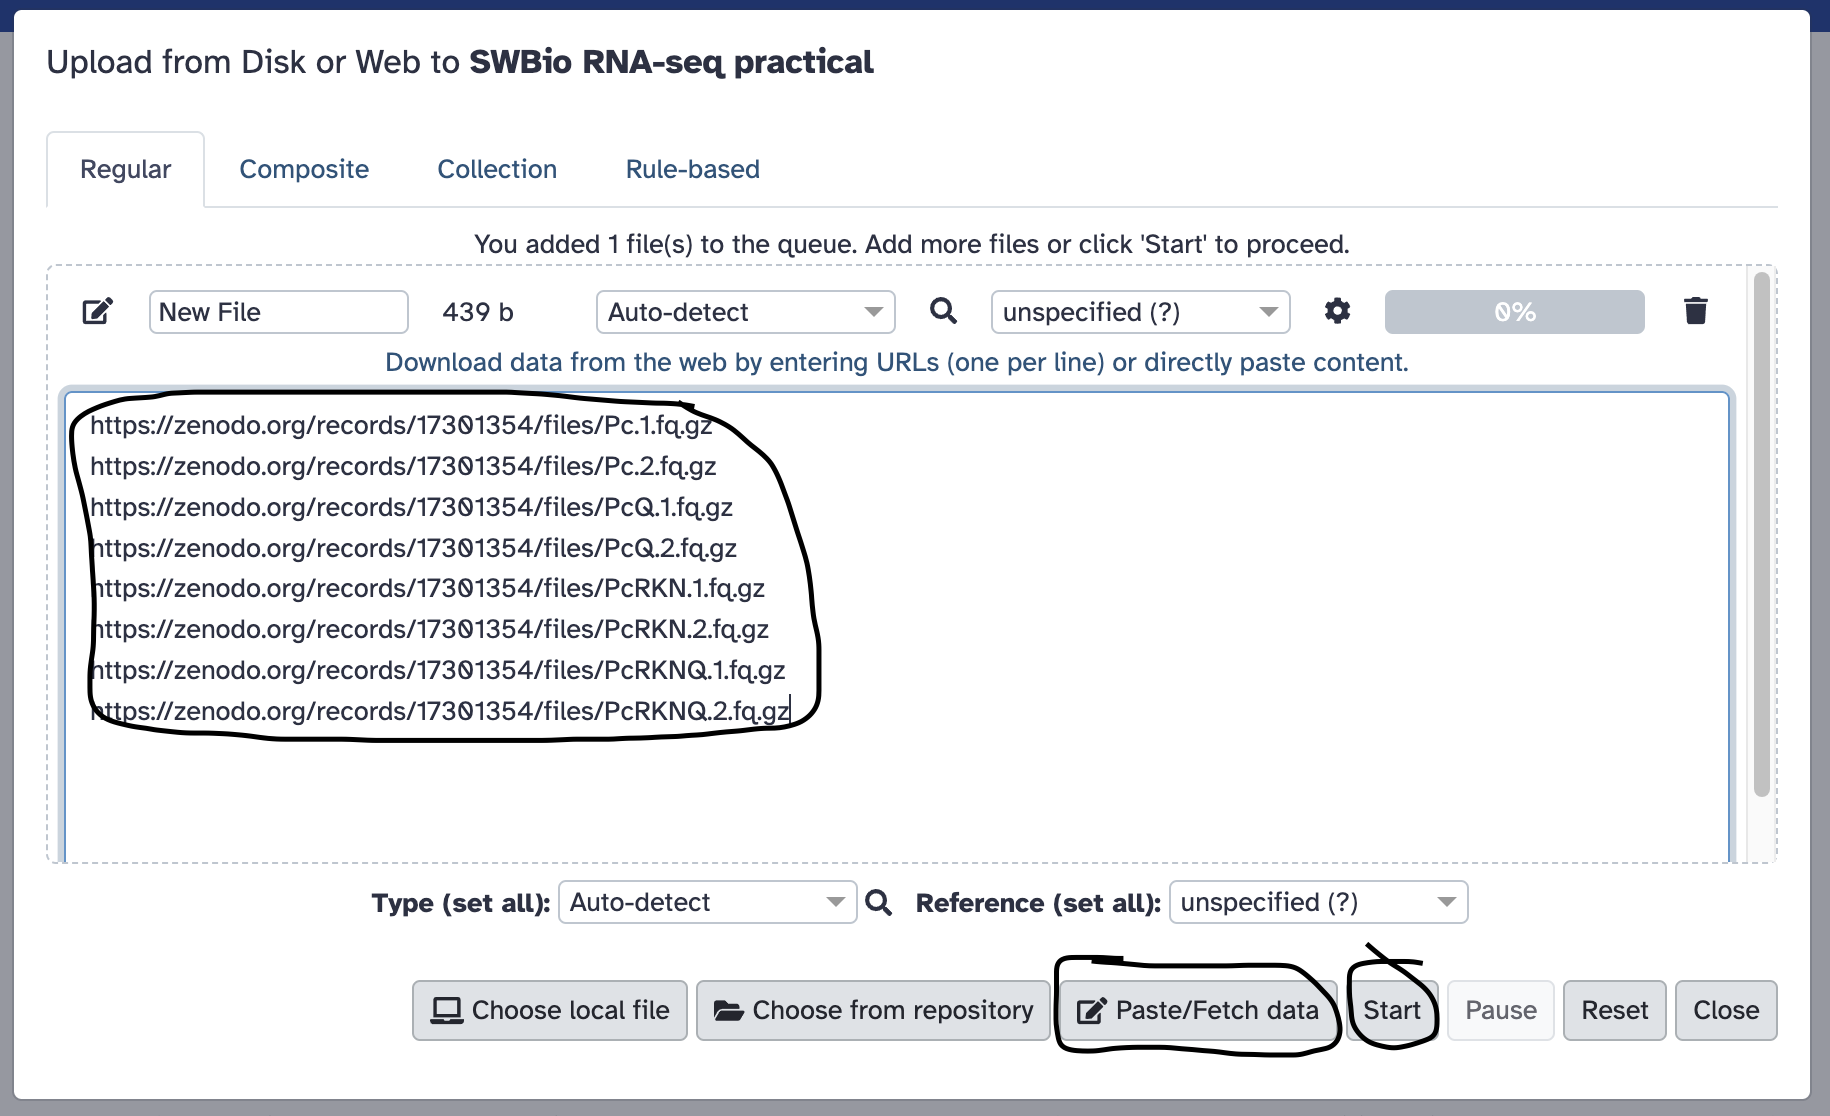 Upload from Disk or Web to SWBio RNA-seq practical
Regular Composite Collection Rule-based
You added 1 file(s) to the queue. Add more files or click 'Start' to proceed.
New File 439 b Auto-detect unspecified (?) 0%
Download data from the web by entering URLs (one per line) or directly paste content.
https://zenodo.org/records/17301354/files/Pc.1.fq.gz
https://zenodo.org/records/17301354/files/Pc.2.fq.gz
https://zenodo.org/records/17301354/files/PcQ.1.fq.gz
https://zenodo.org/records/17301354/files/PcQ.2.fq.gz
https://zenodo.org/records/17301354/files/PcRKN.1.fq.gz
https://zenodo.org/records/17301354/files/PcRKN.2.fq.gz
https://zenodo.org/records/17301354/files/PcRKNQ.1.fq.gz
https://zenodo.org/records/17301354/files/PcRKNQ.2.fq.gz
Type (set all): Auto-detect Reference (set all): unspecified (?)
Choose local file Choose from repository Paste/Fetch data Start Pause Reset Close